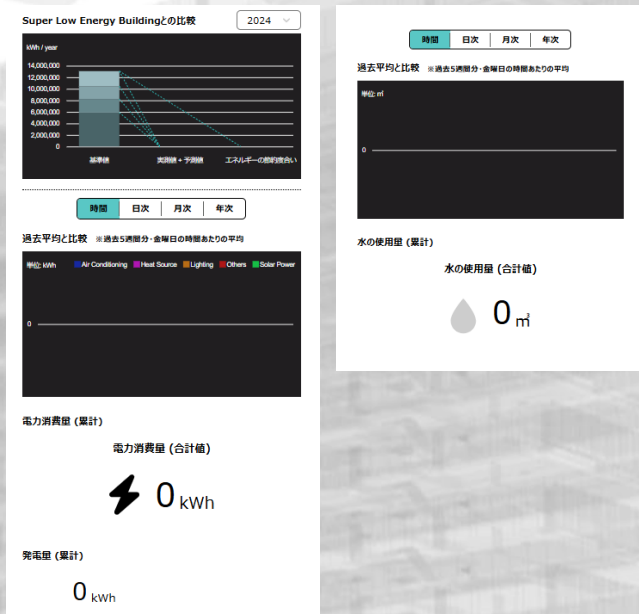 Super Low Energy Buildingとの比較
2024
kWh / year
14,000,000
12,000,000
10,000,000
8,000,000
6,000,000
4,000,000
2,000,000
0
基準値
実測値 + 予測値
エネルギーの節約度合い
時間 日次 月次 年次
過去平均と比較 ※過去5週間分・金曜日の時間あたりの平均
単位: kWh
Air Conditioning Heat Source Lighting Others Solar Power
0
電力消費量 (累計)
電力消費量 (合計値)
0 kWh
発電量 (累計)
0 kWh
時間 日次 月次 年次
過去平均と比較 ※過去5週間分・金曜日の時間あたりの平均
単位: ㎥
0
水の使用量 (累計)
水の使用量 (合計値)
0 ㎥